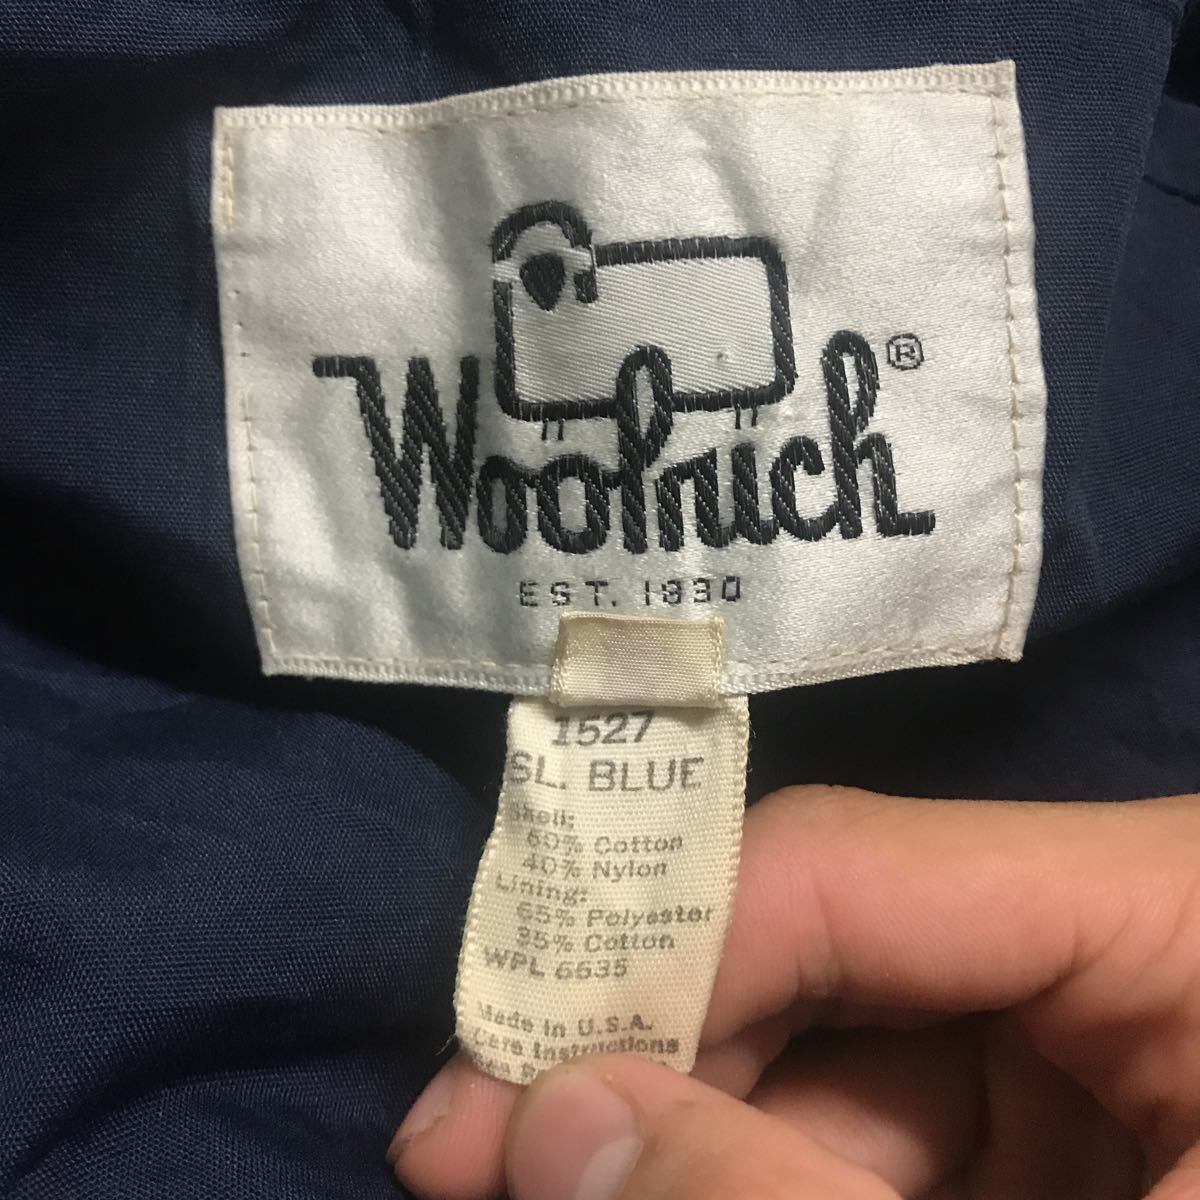 Woolrich®
EST. 1830
1527
SL. BLUE
Shell:
60% Cotton
40% Nylon
Lining:
65% Polyester
35% Cotton
WPL 6635
Made in U.S.A.
Care Instructions